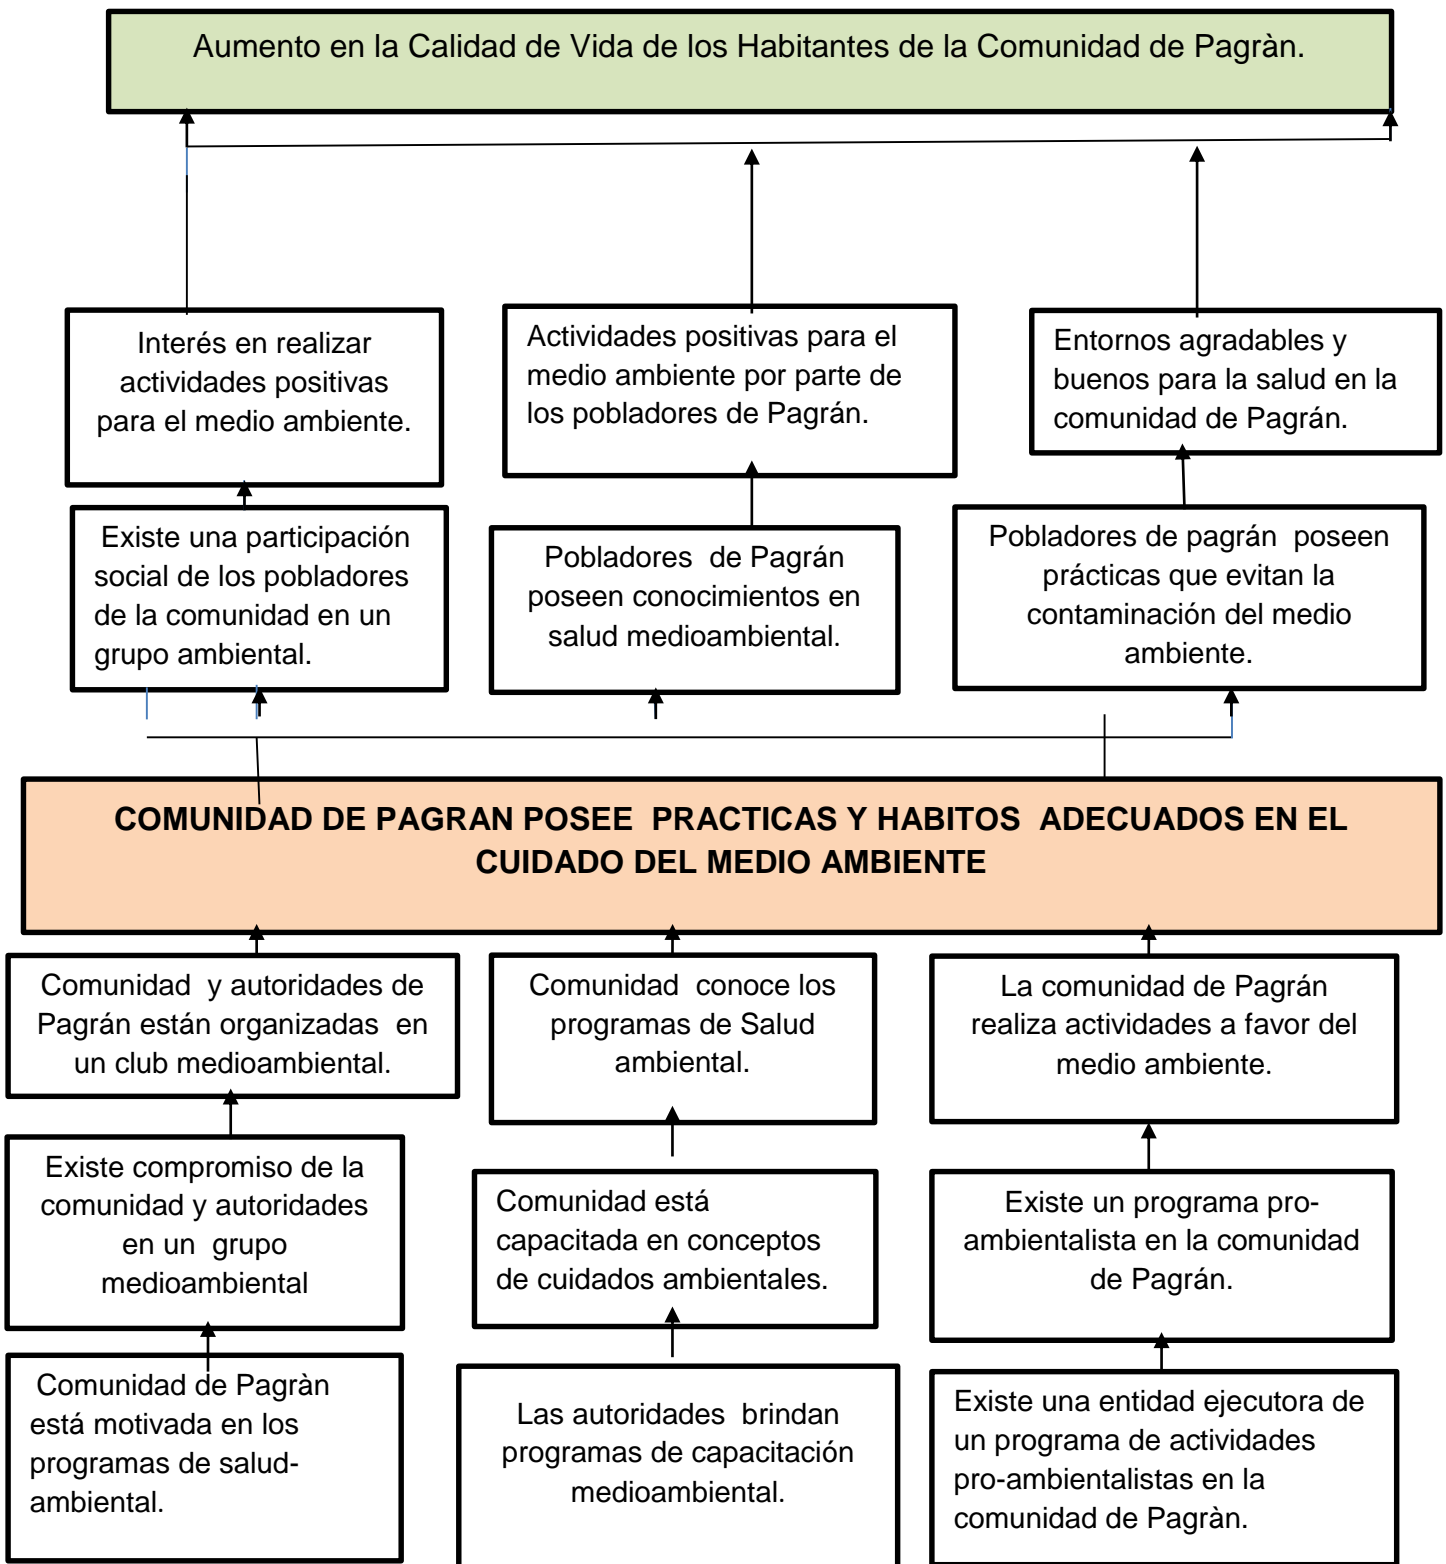 Aumento en la Calidad de Vida de los Habitantes de la Comunidad de Pagràn.
Interés en realizar
actividades positivas
para el medio ambiente.
Actividades positivas para el
medio ambiente por parte de
los pobladores de Pagrán.
Entornos agradables y
buenos para la salud en la
comunidad de Pagrán.
Existe una participación
social de los pobladores
de la comunidad en un
grupo ambiental.
Pobladores de Pagrán
poseen conocimientos en
salud medioambiental.
Pobladores de pagrán poseen
prácticas que evitan la
contaminación del medio
ambiente.
COMUNIDAD DE PAGRAN POSEE PRACTICAS Y HABITOS ADECUADOS EN EL
CUIDADO DEL MEDIO AMBIENTE
Comunidad y autoridades de
Pagrán están organizadas en
un club medioambiental.
Comunidad conoce los
programas de Salud
ambiental.
La comunidad de Pagrán
realiza actividades a favor del
medio ambiente.
Existe compromiso de la
comunidad y autoridades
en un grupo
medioambiental
Comunidad está
capacitada en conceptos
de cuidados ambientales.
Existe un programa pro-
ambientalista en la comunidad
de Pagrán.
Comunidad de Pagràn
está motivada en los
programas de salud-
ambiental.
Las autoridades brindan
programas de capacitación
medioambiental.
Existe una entidad ejecutora de
un programa de actividades
pro-ambientalistas en la
comunidad de Pagràn.